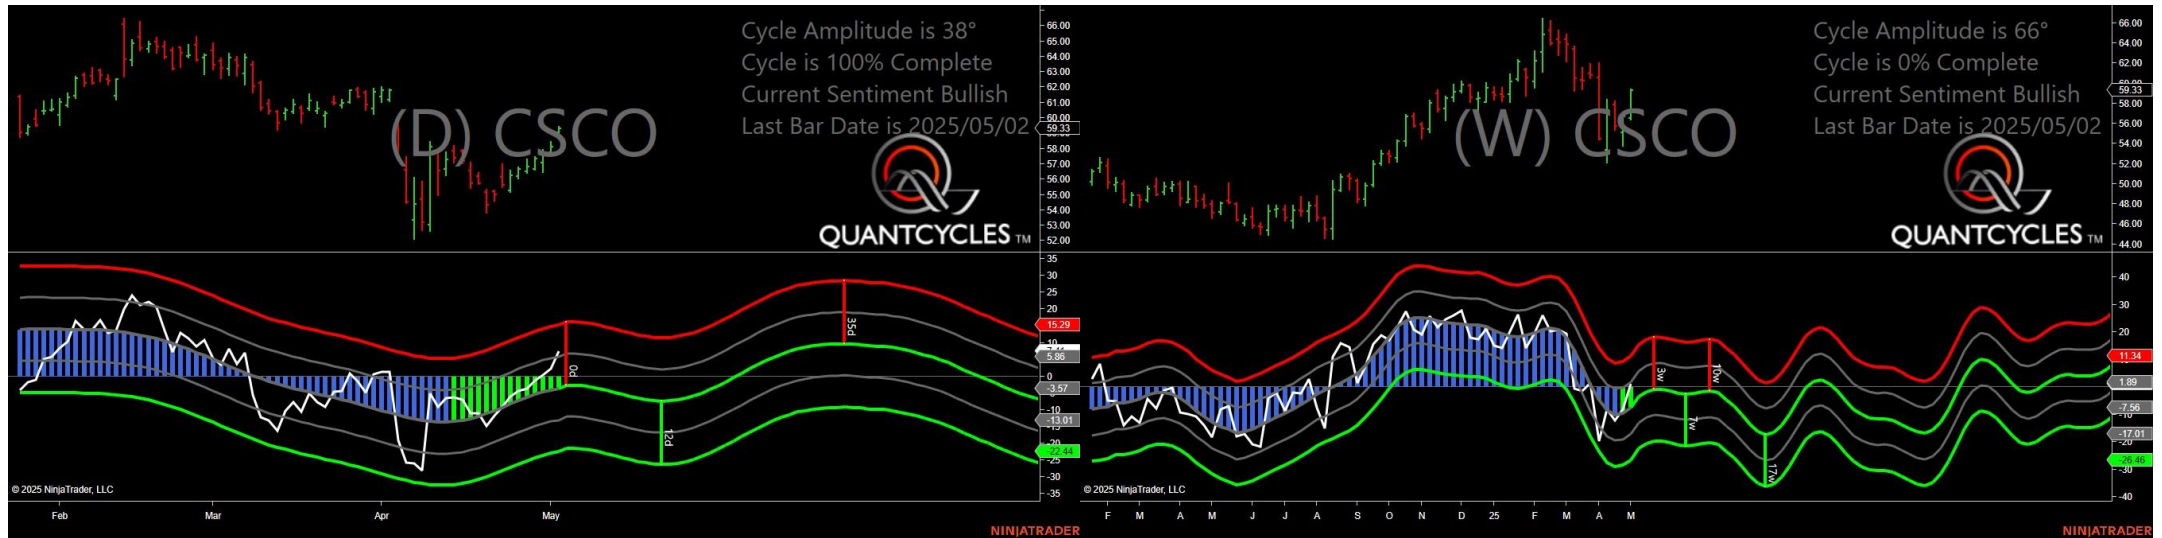 Cycle Amplitude is 38°
Cycle is 100% Complete
Current Sentiment Bullish
Last Bar Date is 2025/05/02
(D) CSCO
QUANTCYCLES TM
66.00
65.00
64.00
63.00
62.00
61.00
60.00
59.33
58.00
57.00
56.00
55.00
54.00
53.00
52.00
35
30
25
20
15.29
10
5.86
0
-3.57
-10
-13.01
-20
-22.44
-25
-30
-35
0d
12d
35d
© 2025 NinjaTrader, LLC
Feb Mar Apr May
NINJATRADER
Cycle Amplitude is 66°
Cycle is 0% Complete
Current Sentiment Bullish
Last Bar Date is 2025/05/02
(W) CSCO
QUANTCYCLES TM
66.00
64.00
62.00
60.00
59.33
58.00
56.00
54.00
52.00
50.00
48.00
46.00
44.00
40
30
20
11.34
1.89
-7.56
-17.01
-20
-26.46
-30
-40
3w
7w
10w
17w
© 2025 NinjaTrader, LLC
F M A M J J A S O N D 25 F M A M
NINJATRADER